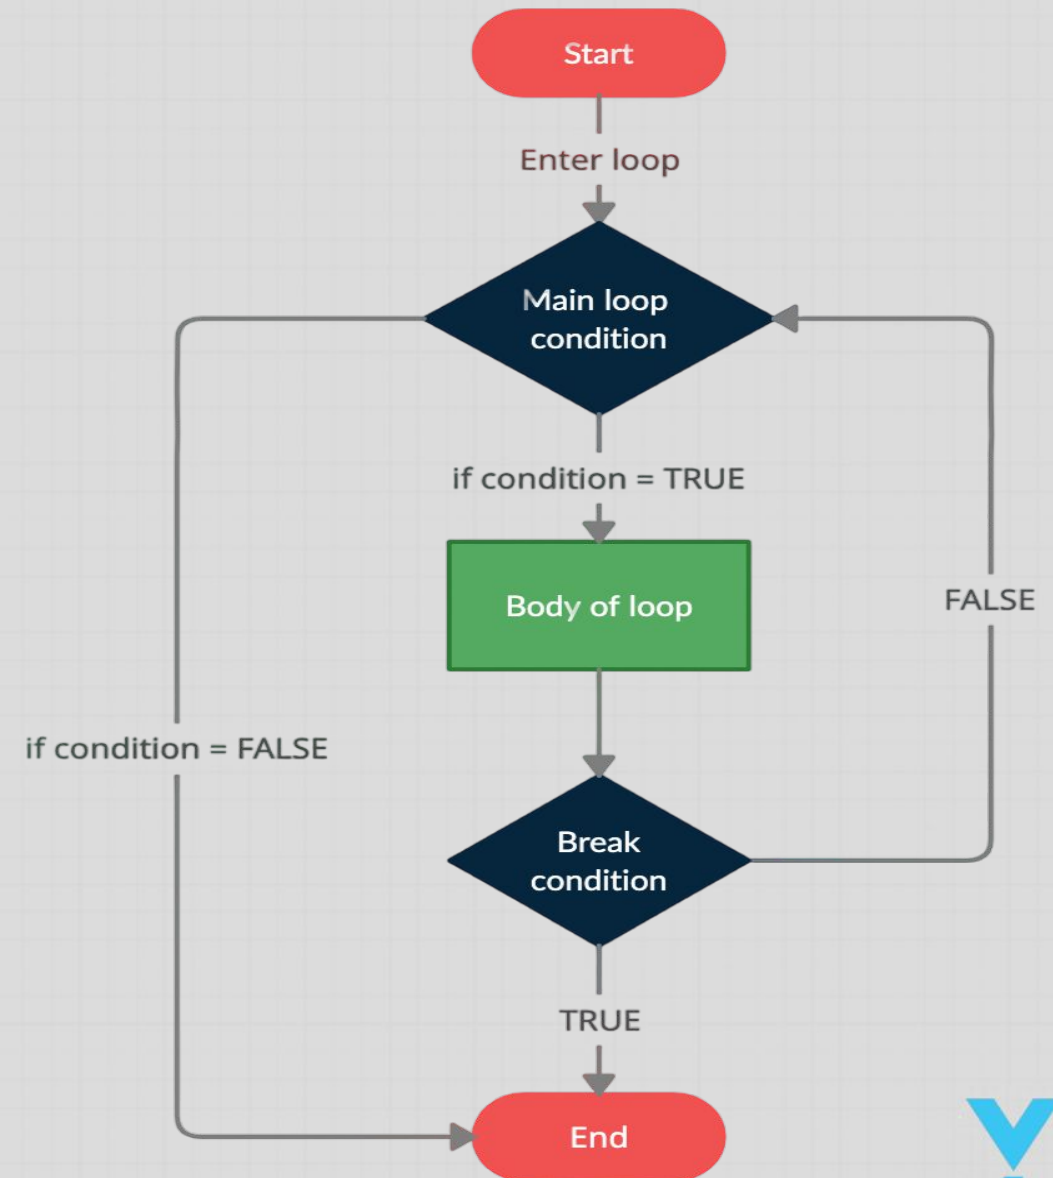 Start
Enter loop
Main loop
condition
if condition = TRUE
Body of loop
FALSE
if condition = FALSE
Break
condition
TRUE
End